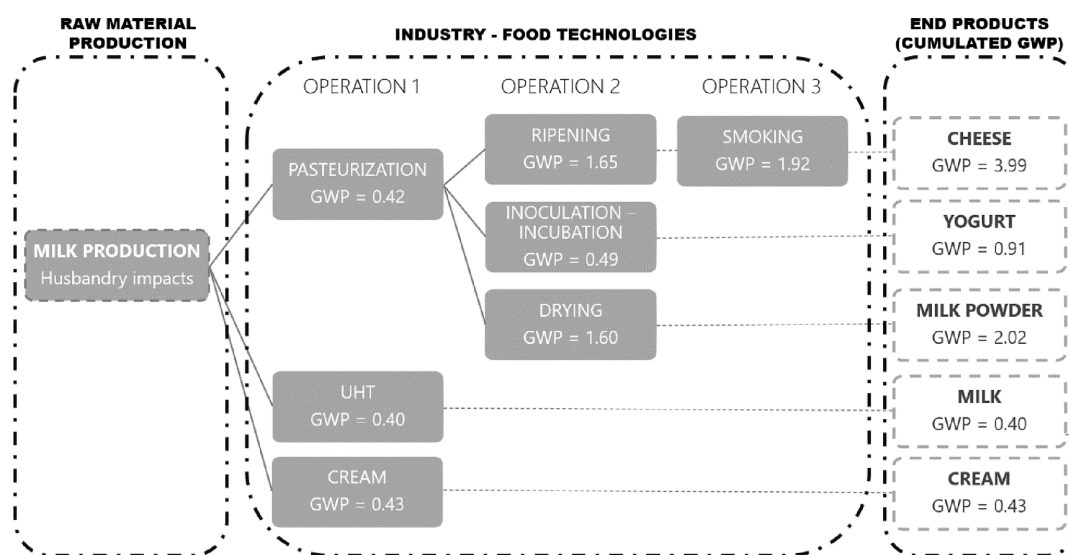 RAW MATERIAL
PRODUCTION
INDUSTRY - FOOD TECHNOLOGIES
END PRODUCTS
(CUMULATED GWP)
OPERATION 1
OPERATION 2
OPERATION 3
MILK PRODUCTION
Husbandry impacts
PASTEURIZATION
GWP = 0.42
RIPENING
GWP = 1.65
SMOKING
GWP = 1.92
CHEESE
GWP = 3.99
INOCULATION –
INCUBATION
GWP = 0.49
YOGURT
GWP = 0.91
DRYING
GWP = 1.60
MILK POWDER
GWP = 2.02
UHT
GWP = 0.40
MILK
GWP = 0.40
CREAM
GWP = 0.43
CREAM
GWP = 0.43